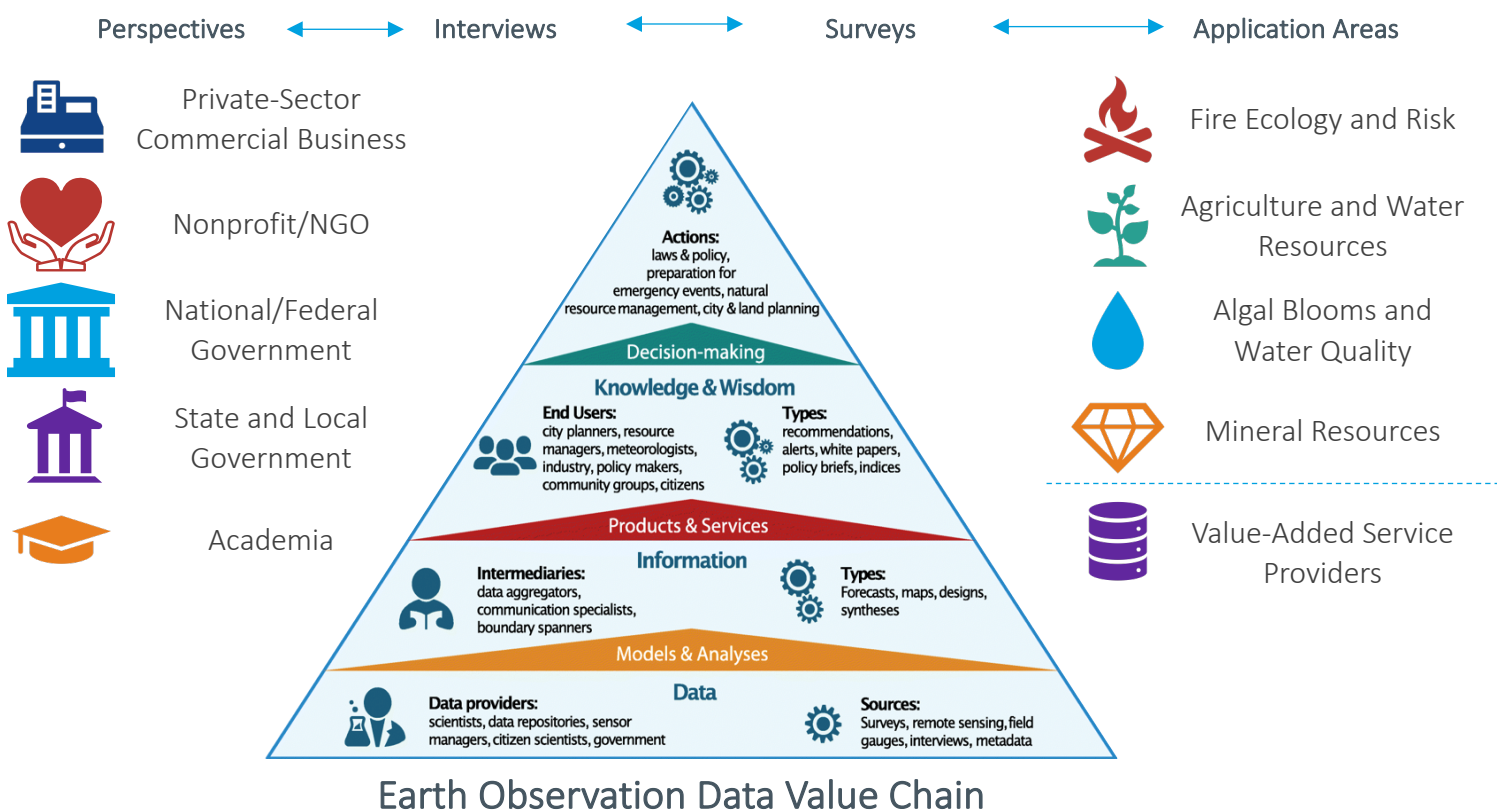 Perspectives
Interviews
Surveys
Application Areas
Private-Sector
Commercial Business
Nonprofit/NGO
National/Federal
Government
State and Local
Government
Academia
Actions:
laws & policy,
preparation for
emergency events, natural
resource management, city & land planning
Decision-making
Knowledge & Wisdom
End Users:
city planners, resource
managers, meteorologists,
industry, policy makers,
community groups, citizens
Types:
recommendations,
alerts, white papers,
policy briefs, indices
Products & Services
Information
Intermediaries:
data aggregators,
communication specialists,
boundary spanners
Types:
Forecasts, maps, designs,
syntheses
Models & Analyses
Data
Data providers:
scientists, data repositories, sensor
managers, citizen scientists, government
Sources:
Surveys, remote sensing, field
gauges, interviews, metadata
Fire Ecology and Risk
Agriculture and Water
Resources
Algal Blooms and
Water Quality
Mineral Resources
Value-Added Service
Providers
Earth Observation Data Value Chain